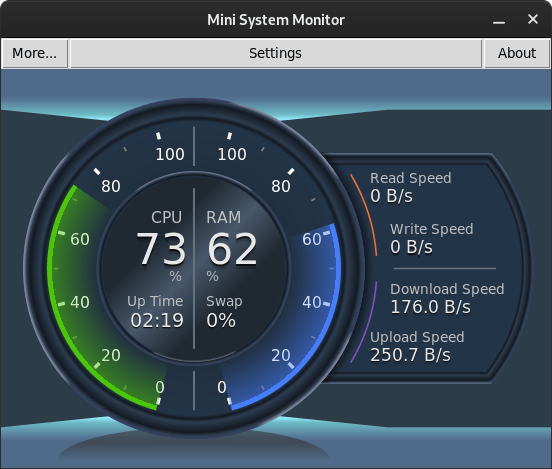 Mini System Monitor
More... Settings About
100 100
80 80
60 60
40 40
20 20
0 0
CPU RAM
73 62
% %
Up Time Swap
02:19 0%
Read Speed
0 B/s
Write Speed
0 B/s
Download Speed
176.0 B/s
Upload Speed
250.7 B/s